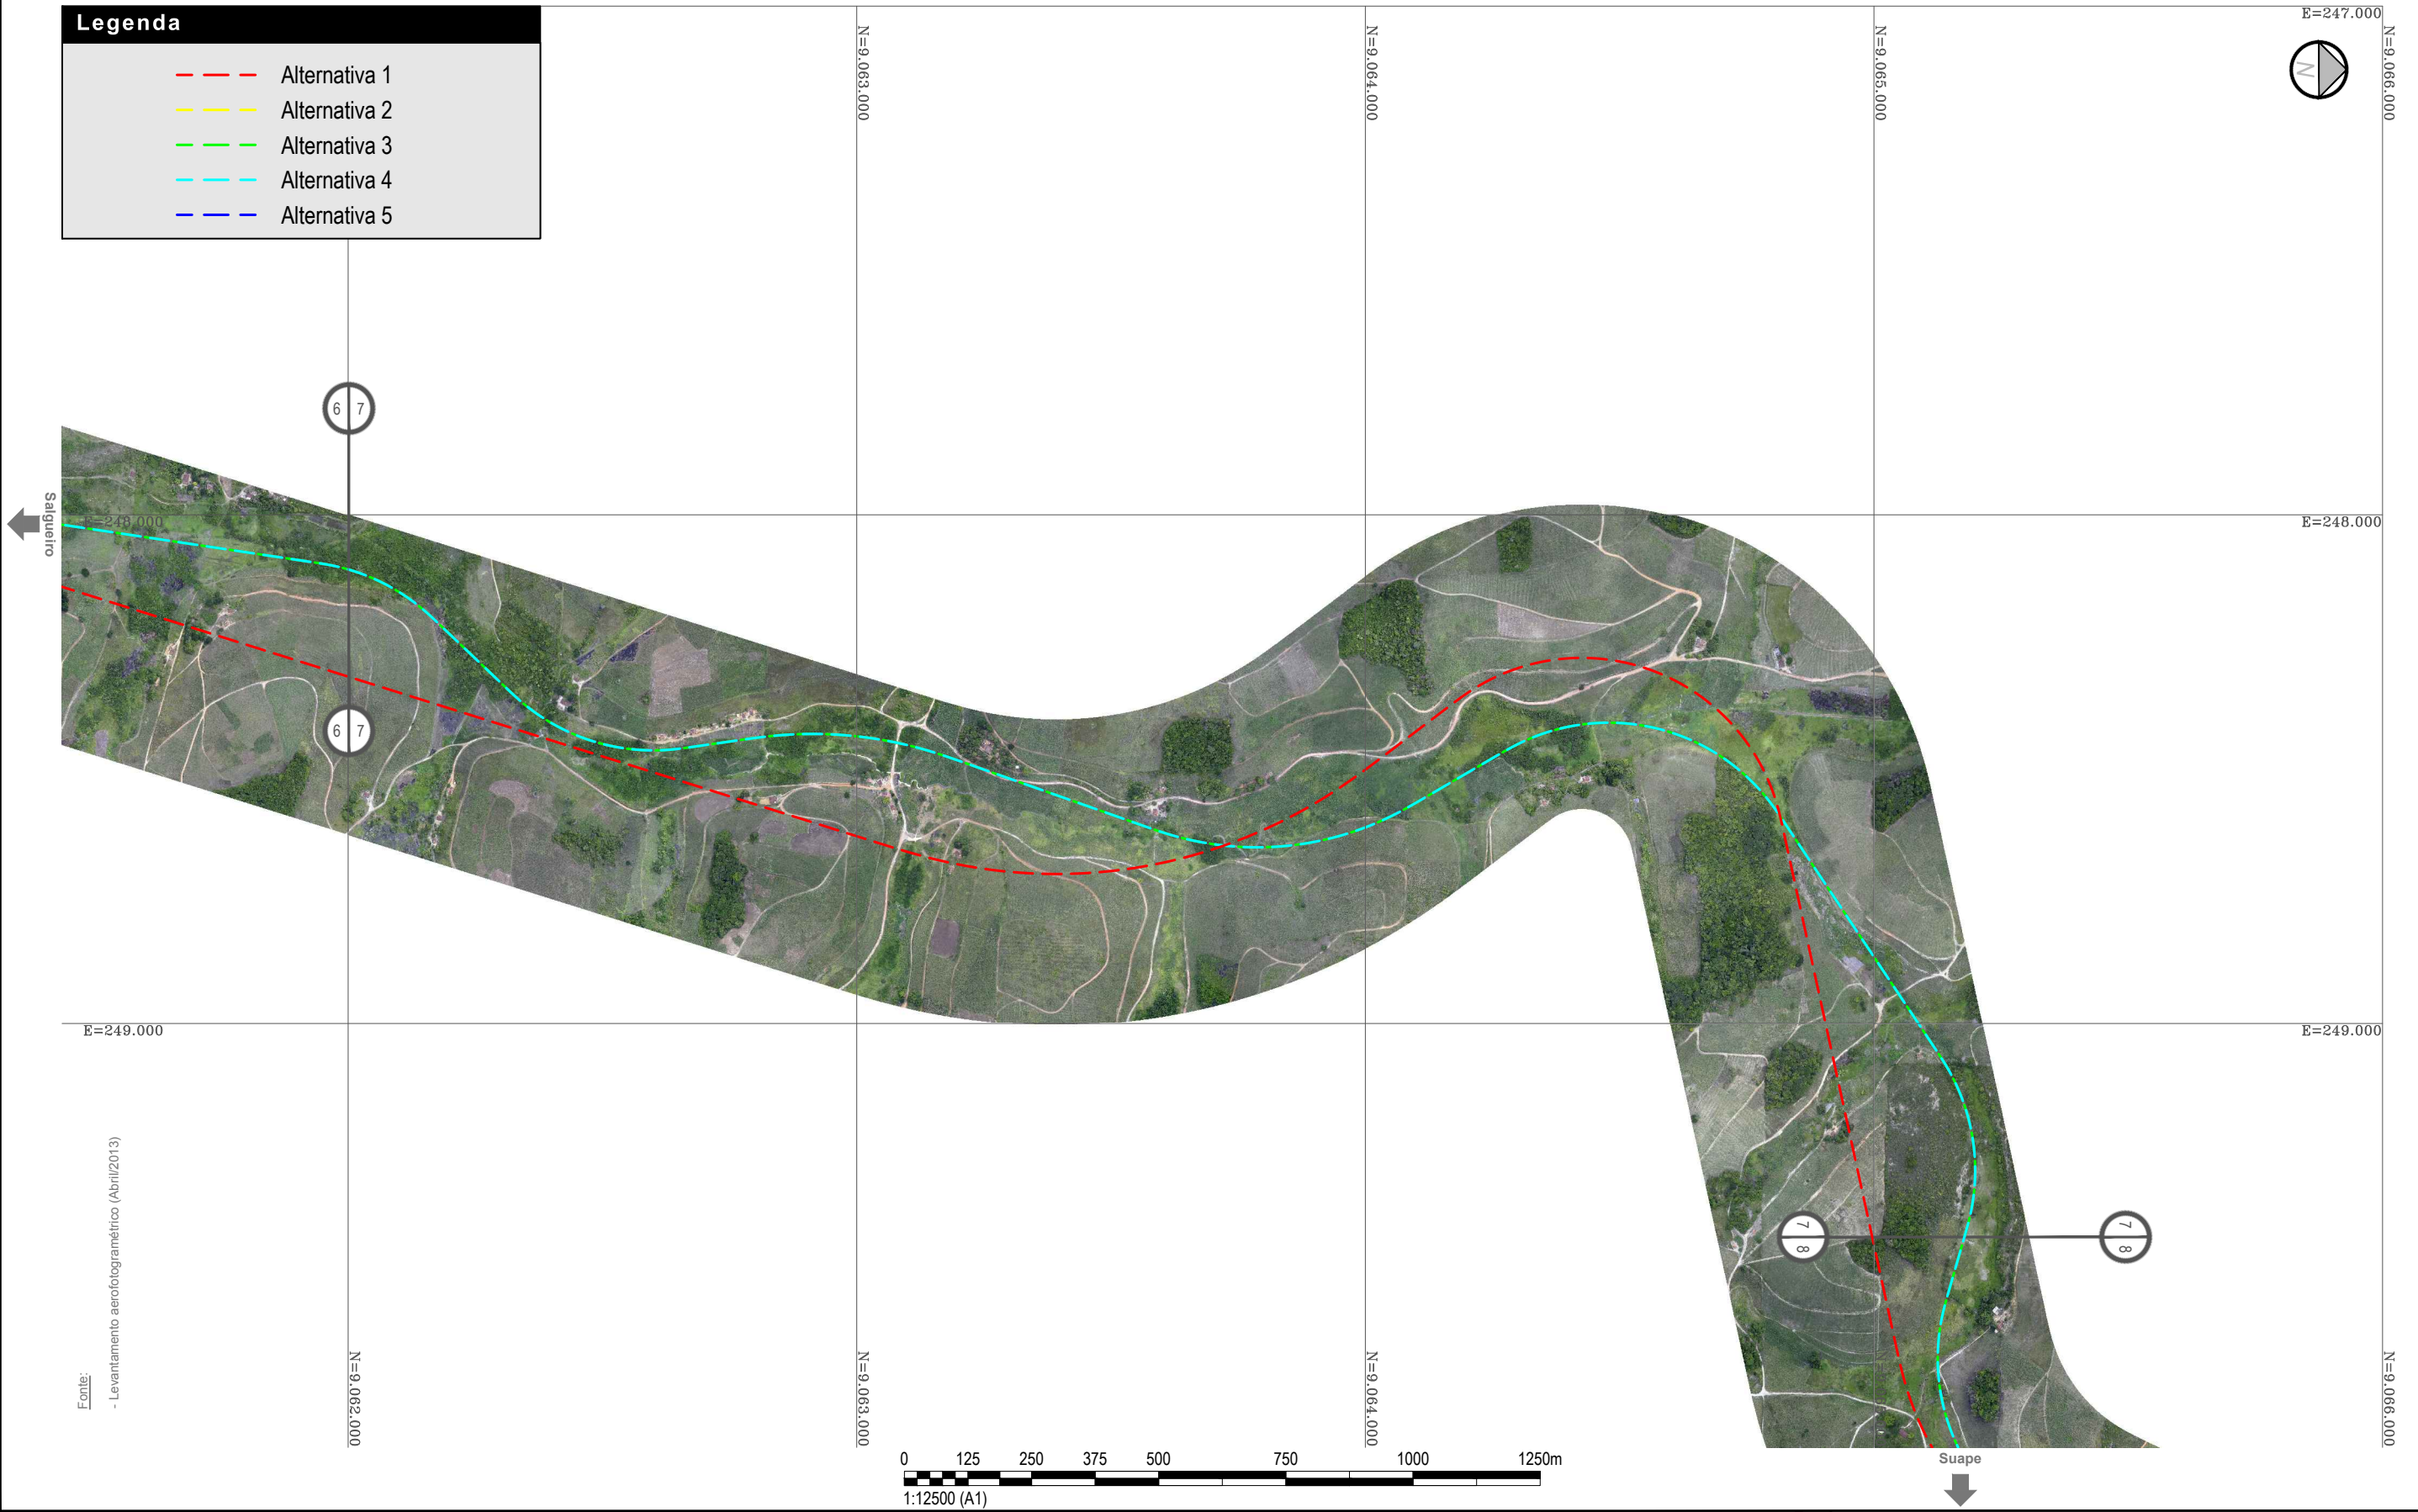 Legenda
Alternativa 1
Alternativa 2
Alternativa 3
Alternativa 4
Alternativa 5
N=9.063.000
N=9.064.000
N=9.065.000
E=247.000
N=9.066.000
N
6 7
Salgueiro
E=248.000
E=248.000
6 7
E=249.000
E=249.000
7
8
7
8
Fonte:
- Levantamento aerofotogramétrico (Abril/2013)
N=9.062.000
N=9.063.000
N=9.064.000
N=9.066.000
0 125 250 375 500 750 1000 1250m
1:12500 (A1)
Suape